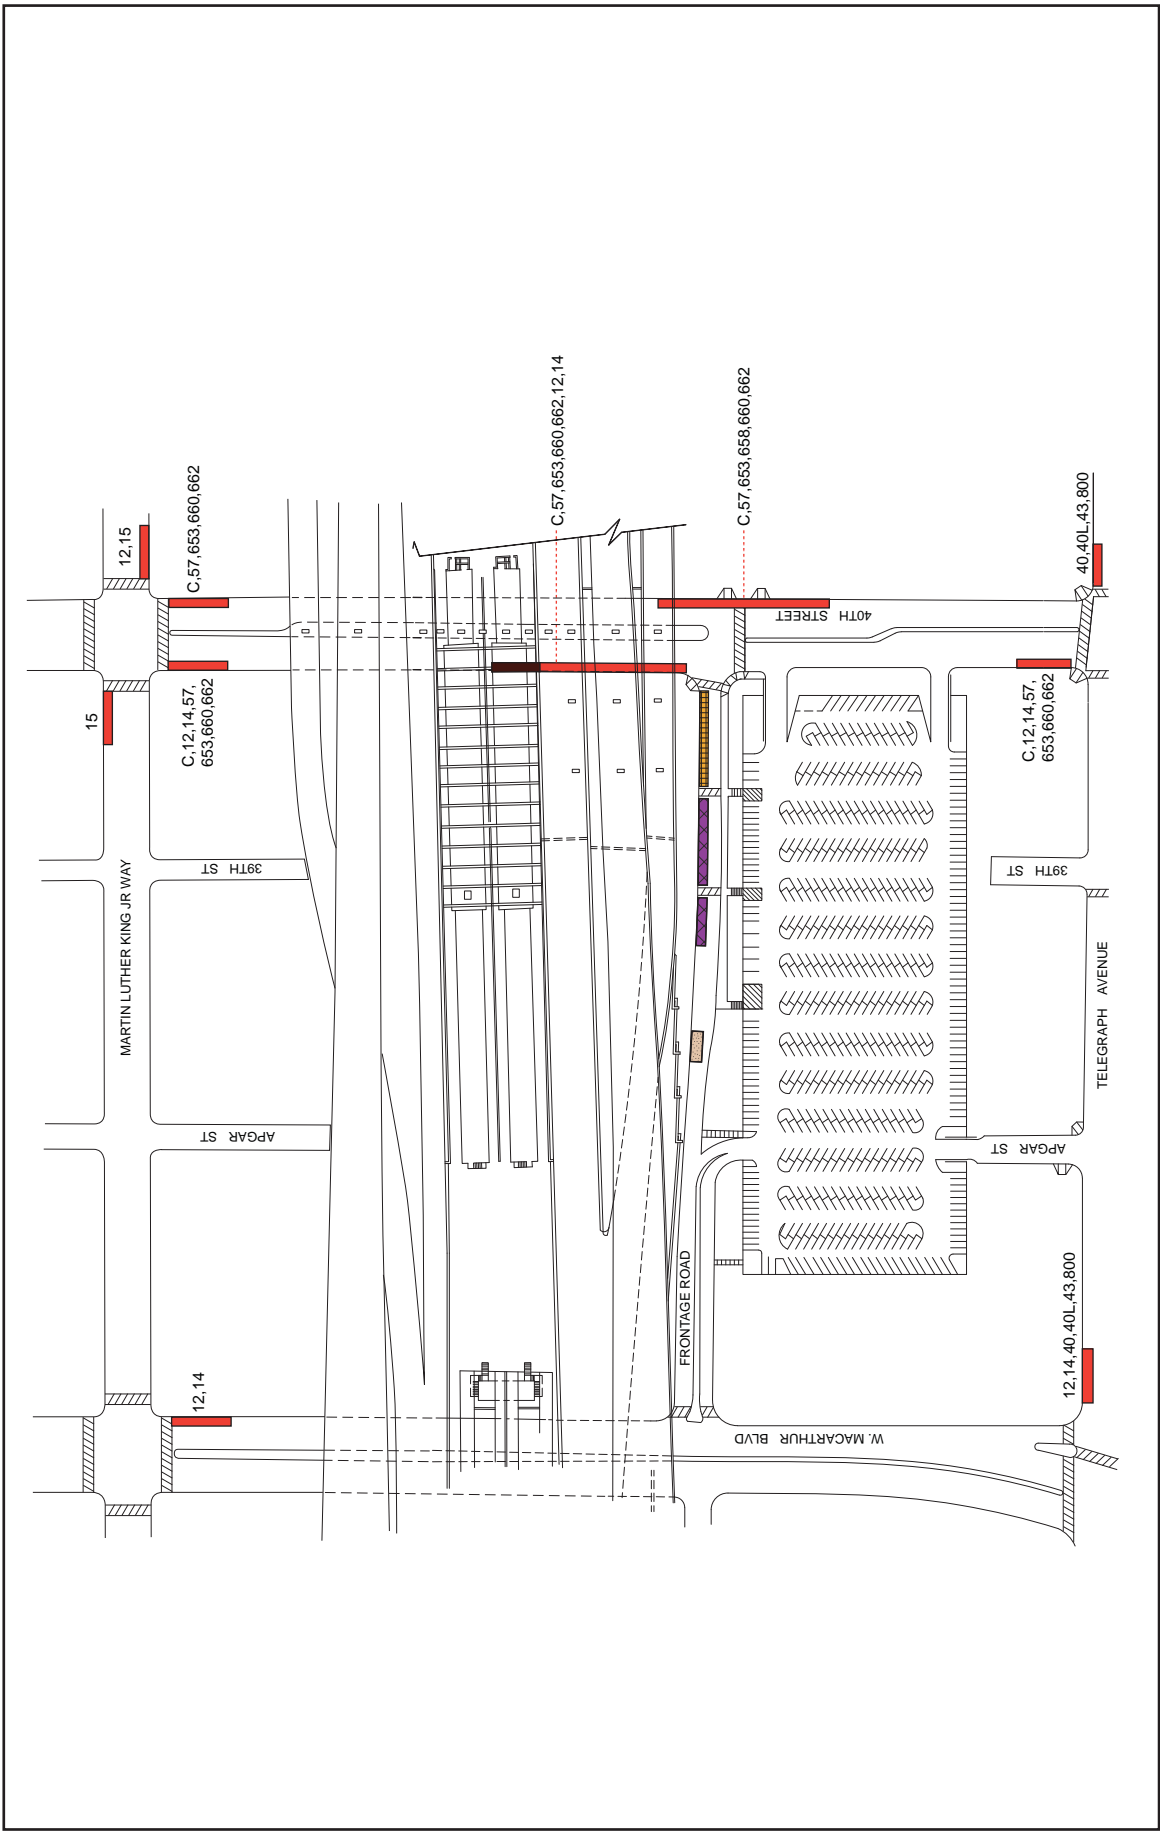 C,57,653,660,662,12,14
C,57,653,658,660,662
C,57,653,660,662
12,15
40,40L,43,800
40TH STREET
15
C,12,14,57,
653,660,662
C,12,14,57,
653,660,662
39TH ST
39TH ST
MARTIN LUTHER KING JR WAY
TELEGRAPH AVENUE
APGAR ST
APGAR ST
FRONTAGE ROAD
12,14
12,14,40,40L,43,800
W. MACARTHUR BLVD